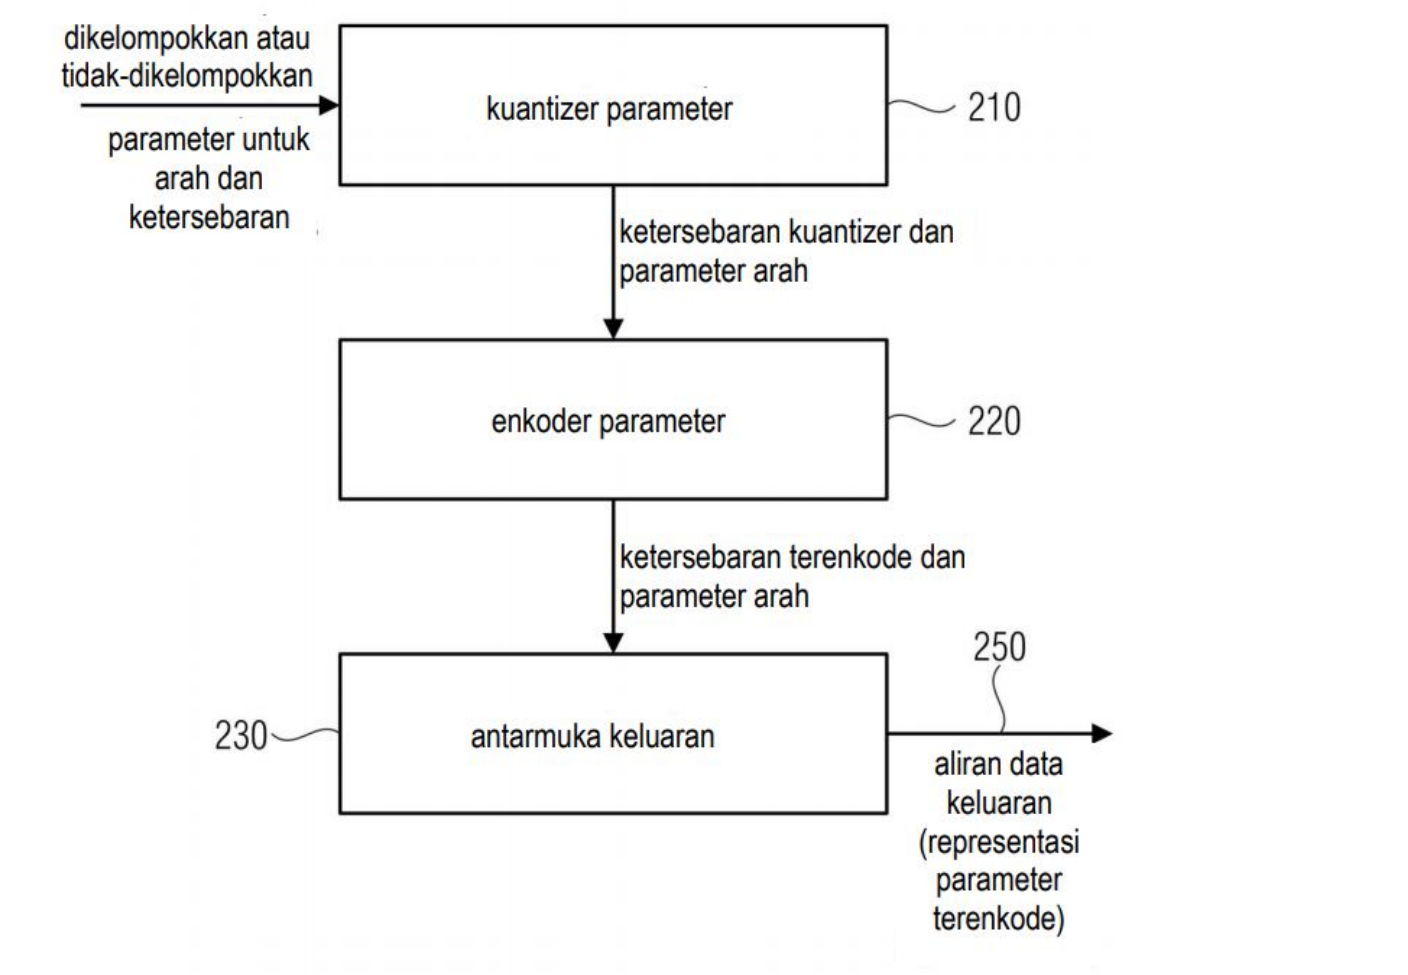 dikelompokkan atau
tidak-dikelompokkan
parameter untuk
arah dan
ketersebaran
kuantizer parameter
210
ketersebaran kuantizer dan
parameter arah
enkoder parameter
220
ketersebaran terenkode dan
parameter arah
230
antarmuka keluaran
250
aliran data
keluaran
(representasi
parameter
terenkode)